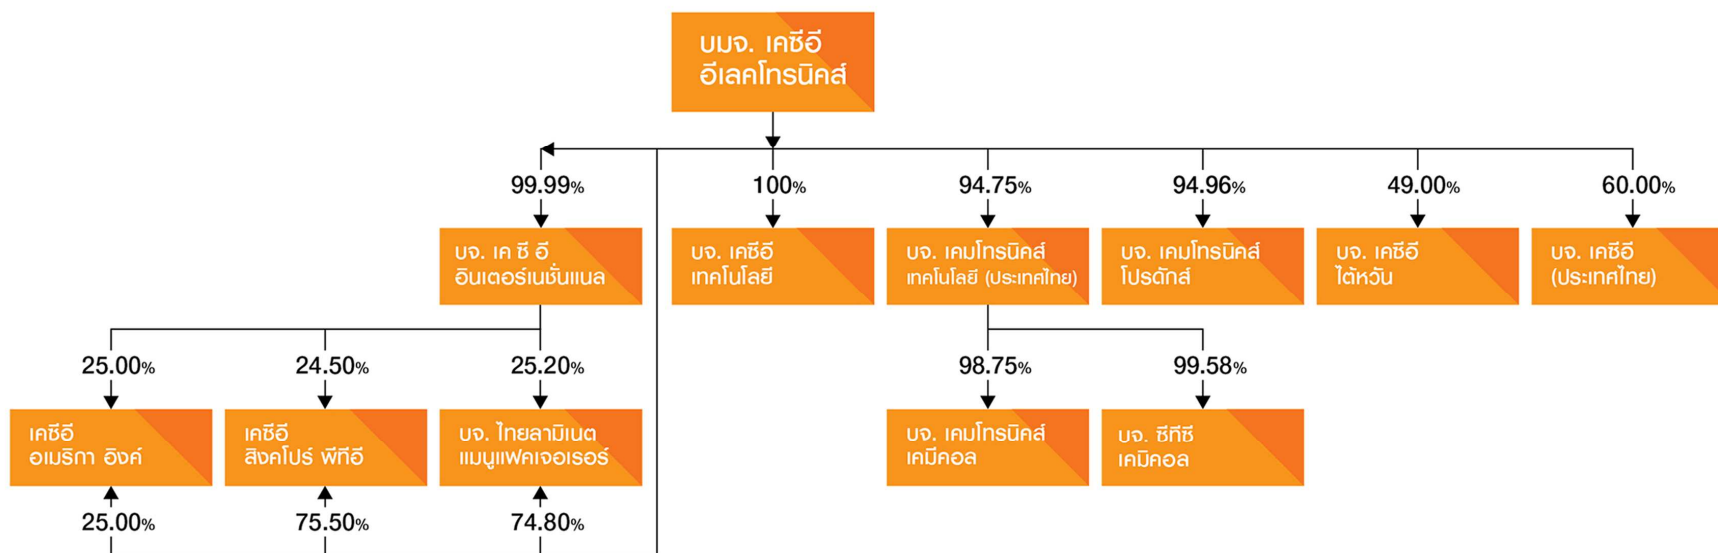 บมจ. เคซีอี
อีเลคโทรนิคส์
99.99%
100%
94.75%
94.96%
49.00%
60.00%
บจ. เค ซี อี
อินเตอร์เนชั่นแนล
บจ. เคซีอี
เทคโนโลยี
บจ. เคมโทรนิคส์
เทคโนโลยี (ประเทศไทย)
บจ. เคมโทรนิคส์
โปรดักส์
บจ. เคซีอี
ไต้หวัน
บจ. เคซีอี
(ประเทศไทย)
25.00%
24.50%
25.20%
98.75%
99.58%
เคซีอี
อเมริกา อิงค์
เคซีอี
สิงคโปร์ พีทีอี
บจ. ไทยลามิเนต
แมนูแฟคเจอเรอร์
บจ. เคมโทรนิคส์
เคมีคอล
บจ. ซีทีซี
เคมิคอล
25.00%
75.50%
74.80%